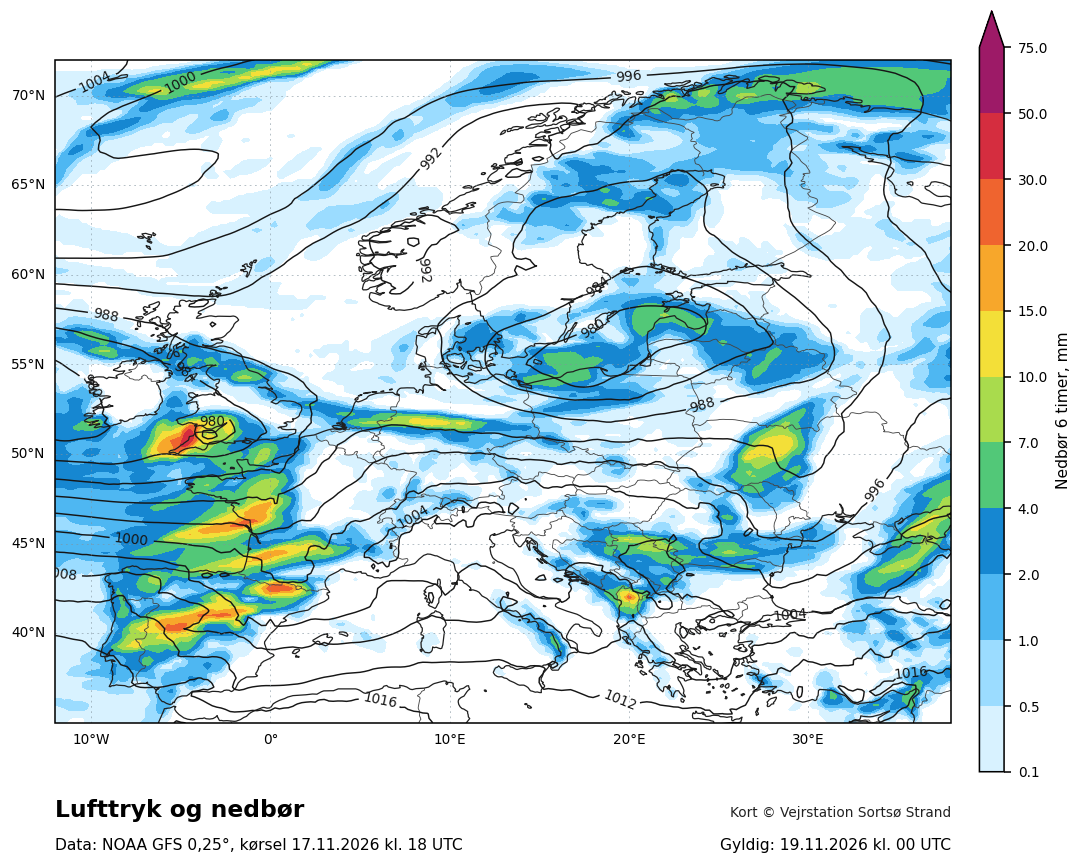 75.0
50.0
30.0
20.0
15.0
10.0
7.0
4.0
2.0
1.0
0.5
0.1
Nedbør 6 timer, mm
70°N
65°N
60°N
55°N
50°N
45°N
40°N
10°W
0°
10°E
20°E
30°E
1004
1000
996
992
992
988
984
980
988
980
996
1004
1000
1004
1016
1016
1012
Lufttryk og nedbør
Kort © Vejrstation Sortsø Strand
Data: NOAA GFS 0,25°, kørsel 17.11.2026 kl. 18 UTC
Gyldig: 19.11.2026 kl. 00 UTC